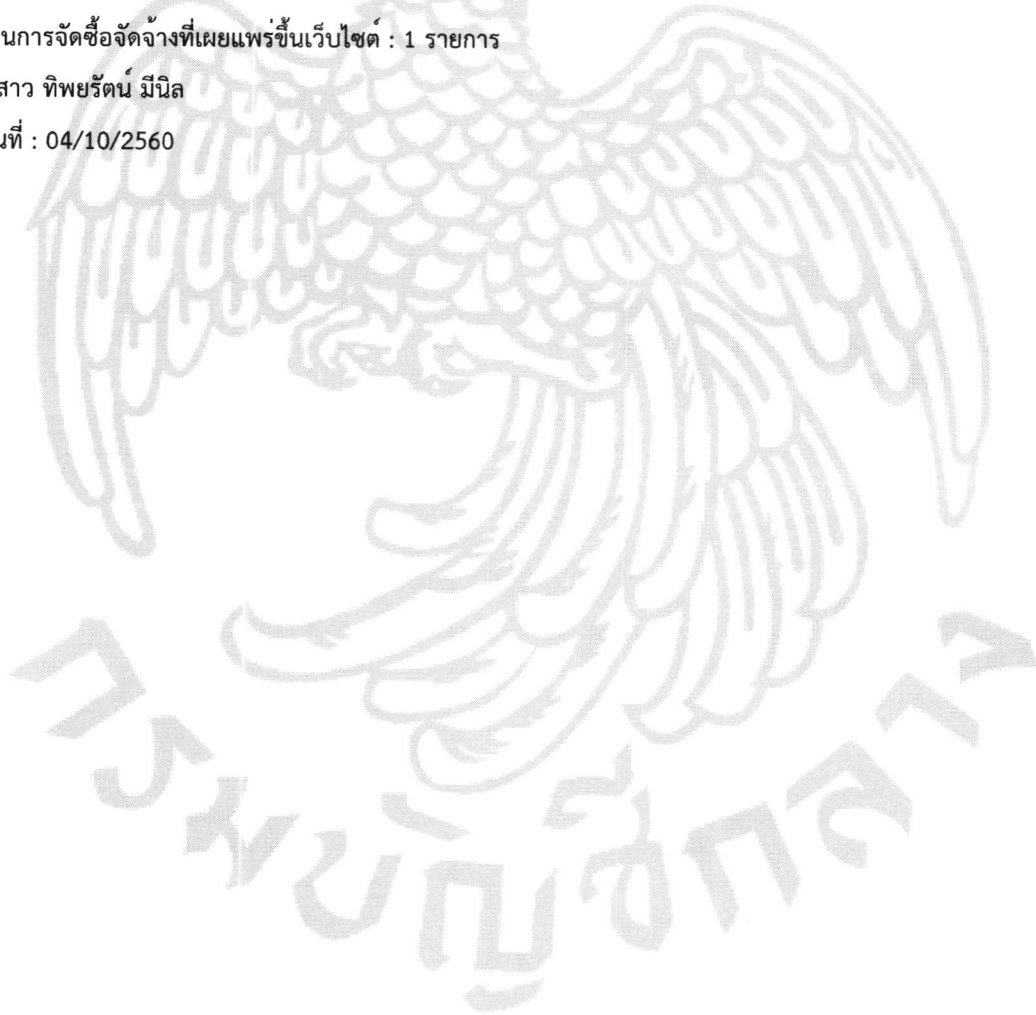 นการจัดซื้อจัดจ้างที่เผยแพร่ขึ้นเว็บไซต์ : 1 รายการ
สาว ทิพยรัตน์ มีนิล
นที่ : 04/10/2560
กรมบัญชีกลาง